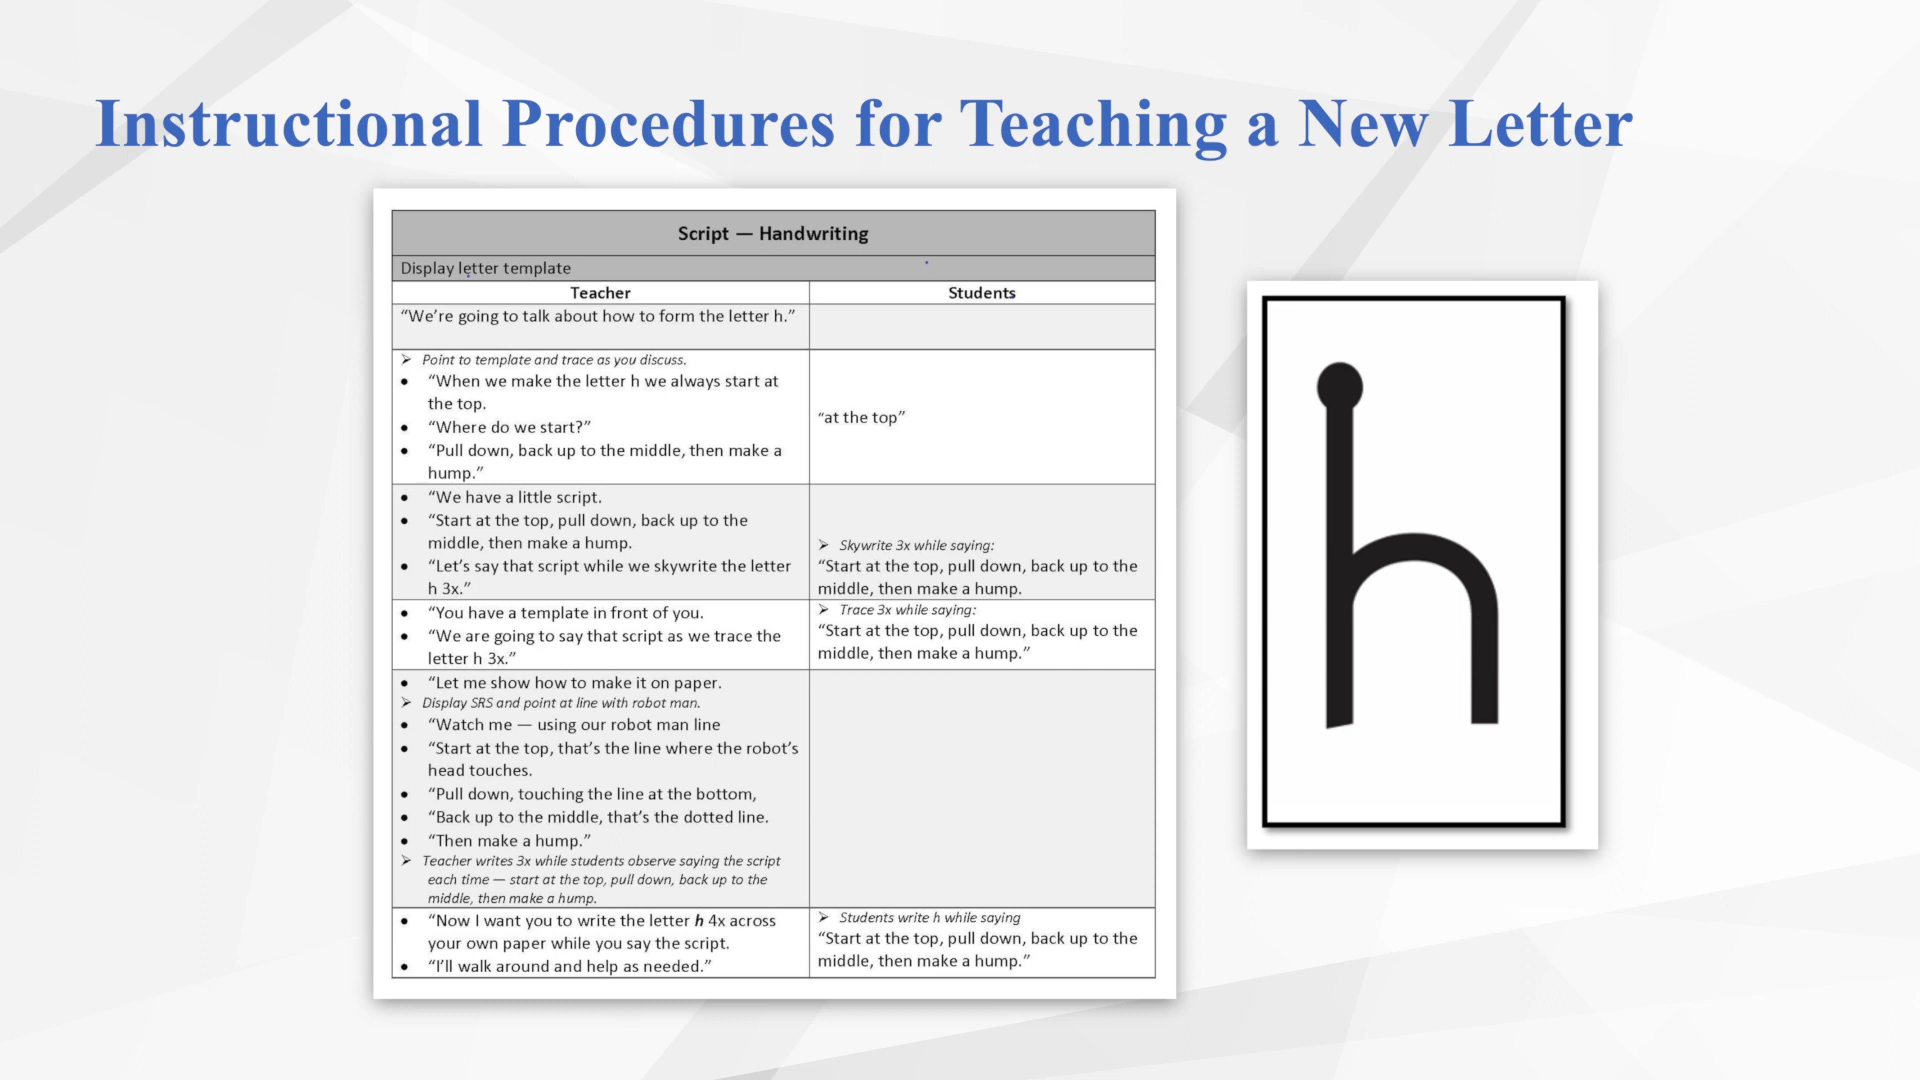 Instructional Procedures for Teaching a New Letter
Script — Handwriting
Display letter template
Teacher
Students
“We’re going to talk about how to form the letter h.”
➢ Point to template and trace as you discuss.
• “When we make the letter h we always start at
the top.
• “Where do we start?”
• “Pull down, back up to the middle, then make a
hump.”
“at the top”
• “We have a little script.
• “Start at the top, pull down, back up to the
middle, then make a hump.
• “Let’s say that script while we skywrite the letter
h 3x.”
➢ Skywrite 3x while saying:
“Start at the top, pull down, back up to the
middle, then make a hump.
• “You have a template in front of you.
• “We are going to say that script as we trace the
letter h 3x.”
➢ Trace 3x while saying:
“Start at the top, pull down, back up to the
middle, then make a hump.”
• “Let me show how to make it on paper.
➢ Display SRS and point at line with robot man.
• “Watch me — using our robot man line
• “Start at the top, that’s the line where the robot’s
head touches.
• “Pull down, touching the line at the bottom,
• “Back up to the middle, that’s the dotted line.
• “Then make a hump.”
➢ Teacher writes 3x while students observe saying the script
each time — start at the top, pull down, back up to the
middle, then make a hump.
• “Now I want you to write the letter h 4x across
your own paper while you say the script.
• “I’ll walk around and help as needed.”
➢ Students write h while saying
“Start at the top, pull down, back up to the
middle, then make a hump.”
h